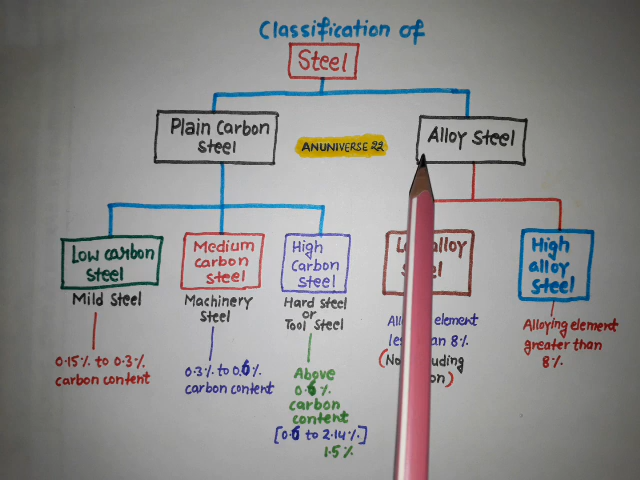 Classification of
Steel
Plain Carbon
steel
ANUNIVERSE 22
Alloy Steel
Low carbon
steel
Medium
carbon
steel
High
Carbon
Steel
alloy
High
alloy
steel
Mild Steel
Machinery
Steel
Hard steel
or
Tool Steel
element
8%
Alloying element
greater than
8%
0.15% to 0.3%
carbon content
0.3% to 0.6%
carbon content
Above
0.6%
carbon
content
[0.6 to 2.14%]
1.5%